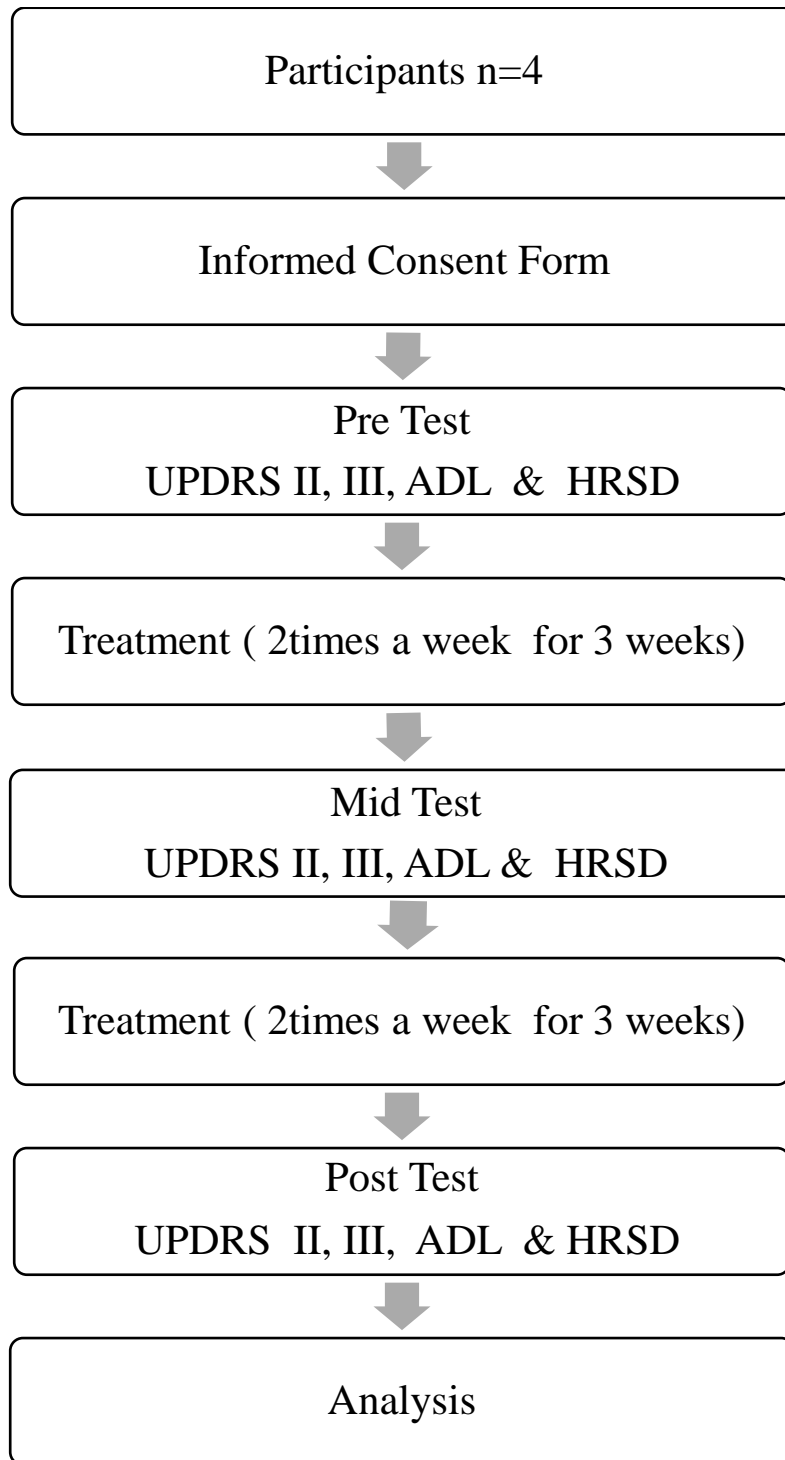 Participants n=4
Informed Consent Form
Pre Test
UPDRS II, III, ADL & HRSD
Treatment ( 2times a week for 3 weeks)
Mid Test
UPDRS II, III, ADL & HRSD
Treatment ( 2times a week for 3 weeks)
Post Test
UPDRS II, III, ADL & HRSD
Analysis